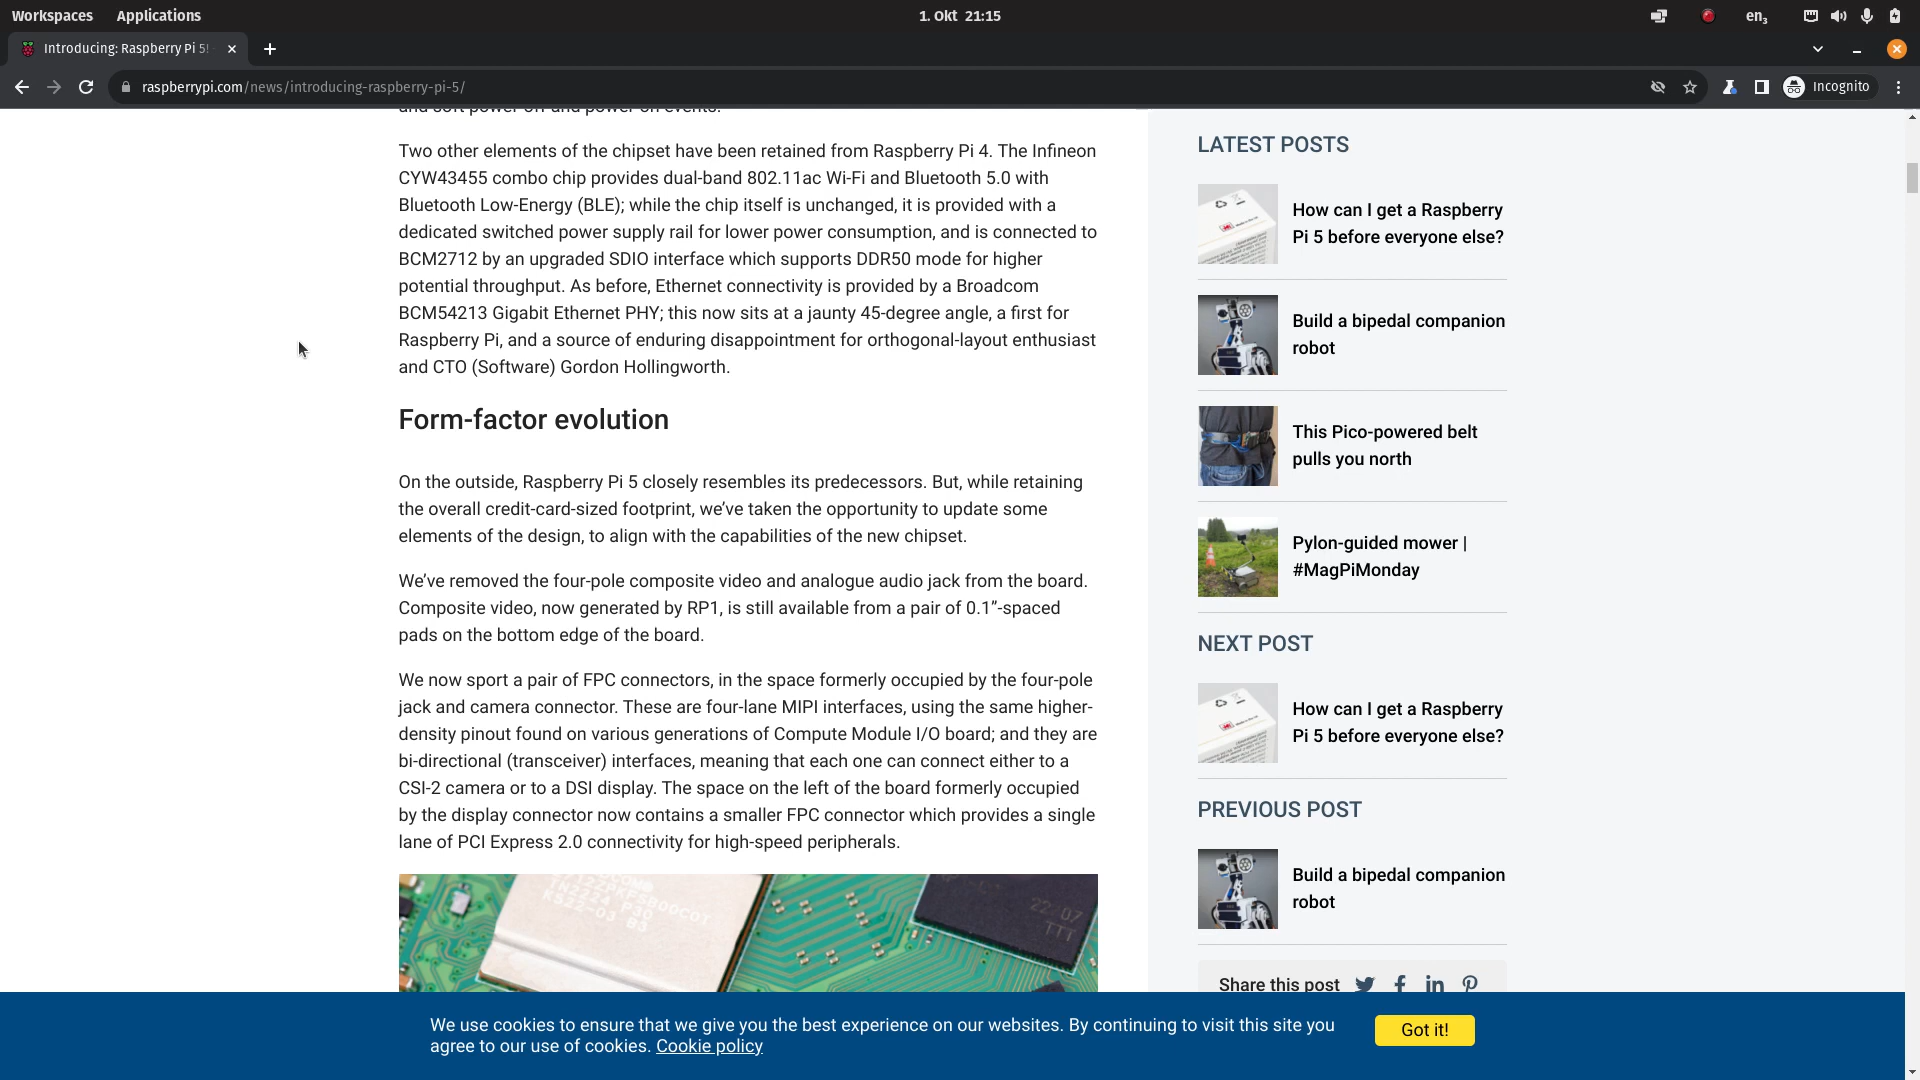 Workspaces Applications 1. Okt 21:15 en₃
Introducing: Raspberry Pi 5!
raspberrypi.com/news/introducing-raspberry-pi-5/ Incognito
and soft power-off and power-on events.
Two other elements of the chipset have been retained from Raspberry Pi 4. The Infineon
CYW43455 combo chip provides dual-band 802.11ac Wi-Fi and Bluetooth 5.0 with
Bluetooth Low-Energy (BLE); while the chip itself is unchanged, it is provided with a
dedicated switched power supply rail for lower power consumption, and is connected to
BCM2712 by an upgraded SDIO interface which supports DDR50 mode for higher
potential throughput. As before, Ethernet connectivity is provided by a Broadcom
BCM54213 Gigabit Ethernet PHY; this now sits at a jaunty 45-degree angle, a first for
Raspberry Pi, and a source of enduring disappointment for orthogonal-layout enthusiast
and CTO (Software) Gordon Hollingworth.
Form-factor evolution
On the outside, Raspberry Pi 5 closely resembles its predecessors. But, while retaining
the overall credit-card-sized footprint, we’ve taken the opportunity to update some
elements of the design, to align with the capabilities of the new chipset.
We’ve removed the four-pole composite video and analogue audio jack from the board.
Composite video, now generated by RP1, is still available from a pair of 0.1”-spaced
pads on the bottom edge of the board.
We now sport a pair of FPC connectors, in the space formerly occupied by the four-pole
jack and camera connector. These are four-lane MIPI interfaces, using the same higher-
density pinout found on various generations of Compute Module I/O board; and they are
bi-directional (transceiver) interfaces, meaning that each one can connect either to a
CSI-2 camera or to a DSI display. The space on the left of the board formerly occupied
by the display connector now contains a smaller FPC connector which provides a single
lane of PCI Express 2.0 connectivity for high-speed peripherals.
TN2224 P30
K522-03 B3
22 07
TTT
LATEST POSTS
How can I get a Raspberry
Pi 5 before everyone else?
Build a bipedal companion
robot
This Pico-powered belt
pulls you north
Pylon-guided mower |
#MagPiMonday
NEXT POST
How can I get a Raspberry
Pi 5 before everyone else?
PREVIOUS POST
Build a bipedal companion
robot
Share this post
We use cookies to ensure that we give you the best experience on our websites. By continuing to visit this site you
agree to our use of cookies. Cookie policy
Got it!